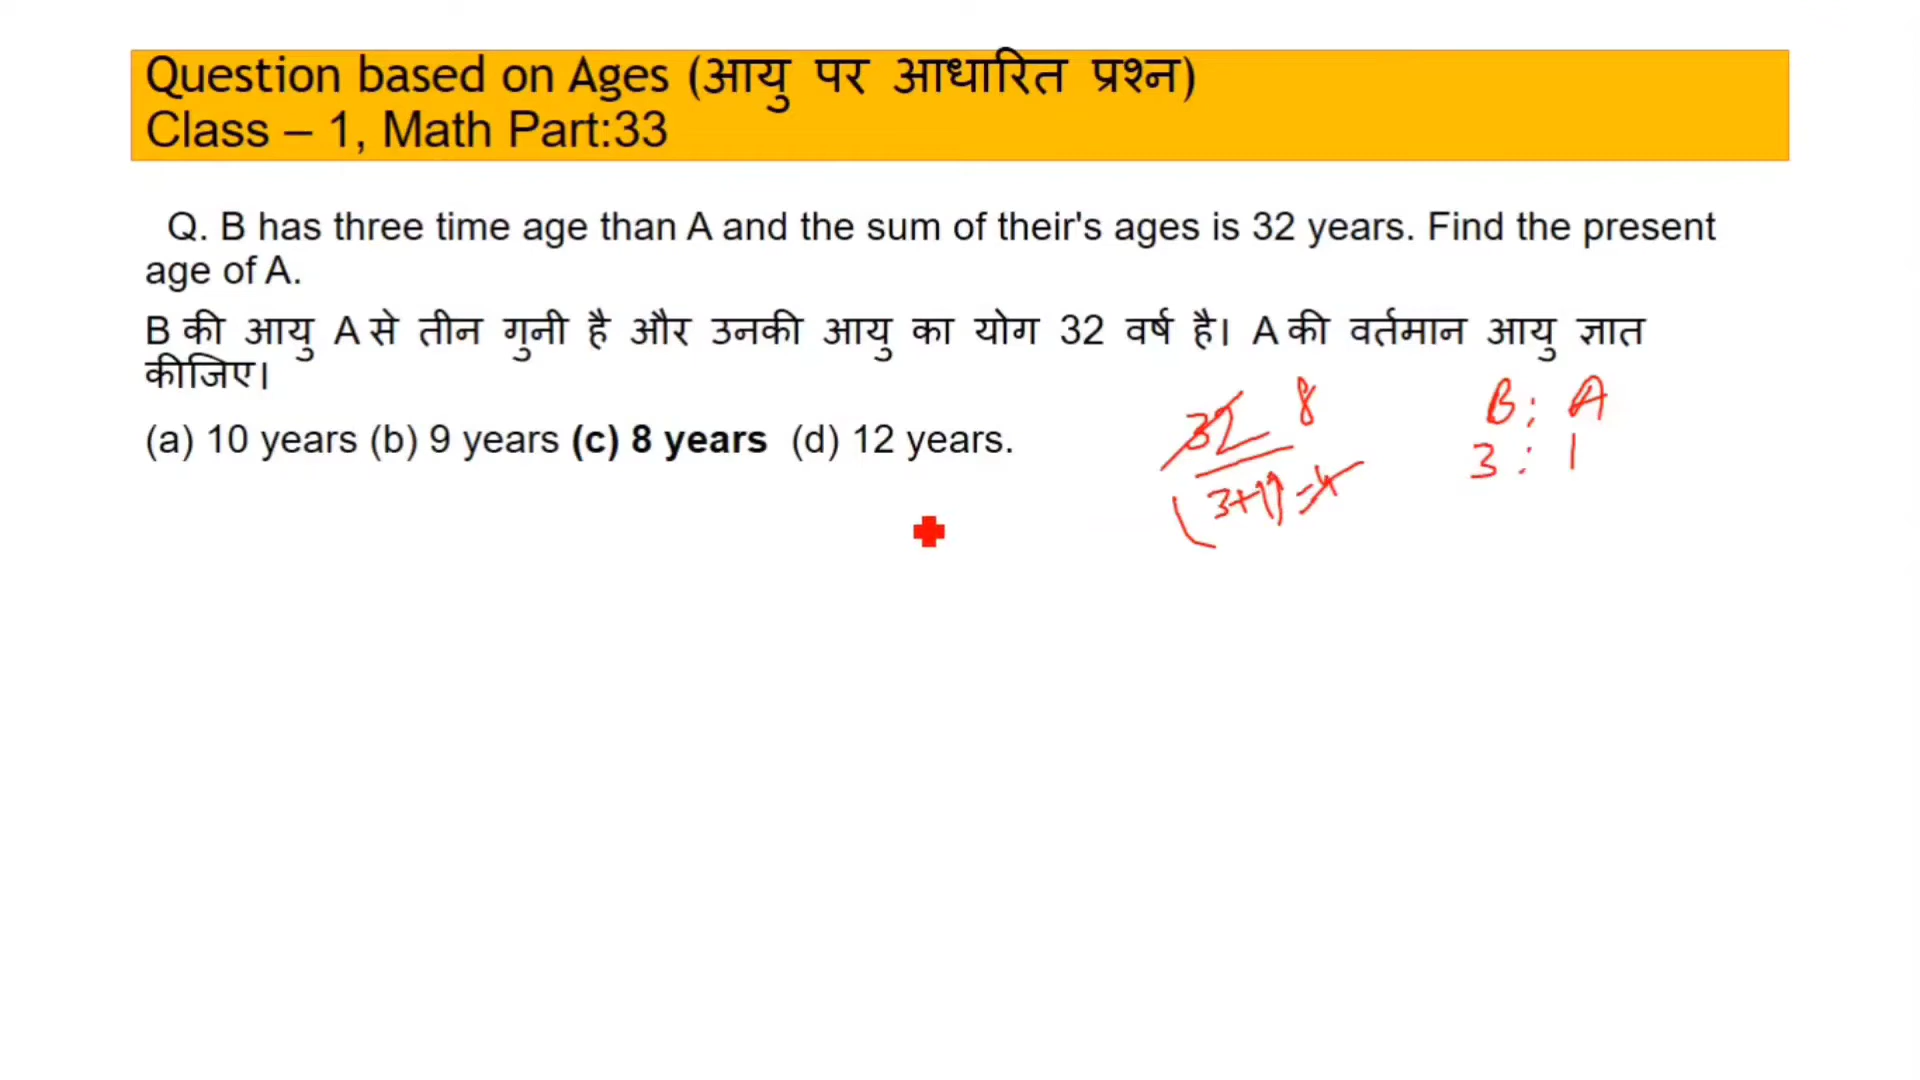 Question based on Ages (आयु पर आधारित प्रश्न)
Class – 1, Math Part:33
Q. B has three time age than A and the sum of their's ages is 32 years. Find the present
age of A.
B की आयु A से तीन गुनी है और उनकी आयु का योग 32 वर्ष है। A की वर्तमान आयु ज्ञात
कीजिए।
(a) 10 years (b) 9 years (c) 8 years (d) 12 years.
32 8
(3+1) = 4
B : A
3 : 1